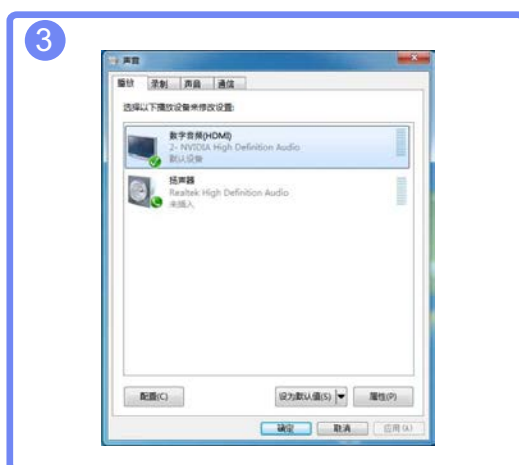 3
声音
播放 录制 声音 通信
选择以下播放设备来修改设置:
数字音频(HDMI)
2- NVIDIA High Definition Audio
默认设备
扬声器
Realtek High Definition Audio
未插入
配置(C) 设为默认值(S) 属性(P)
确定 取消 应用(A)